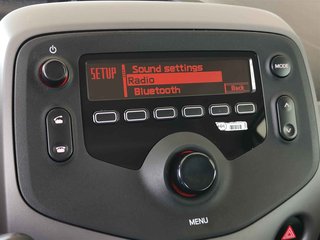 SETUP
Sound settings
Radio
Bluetooth
Back
MODE
MENU